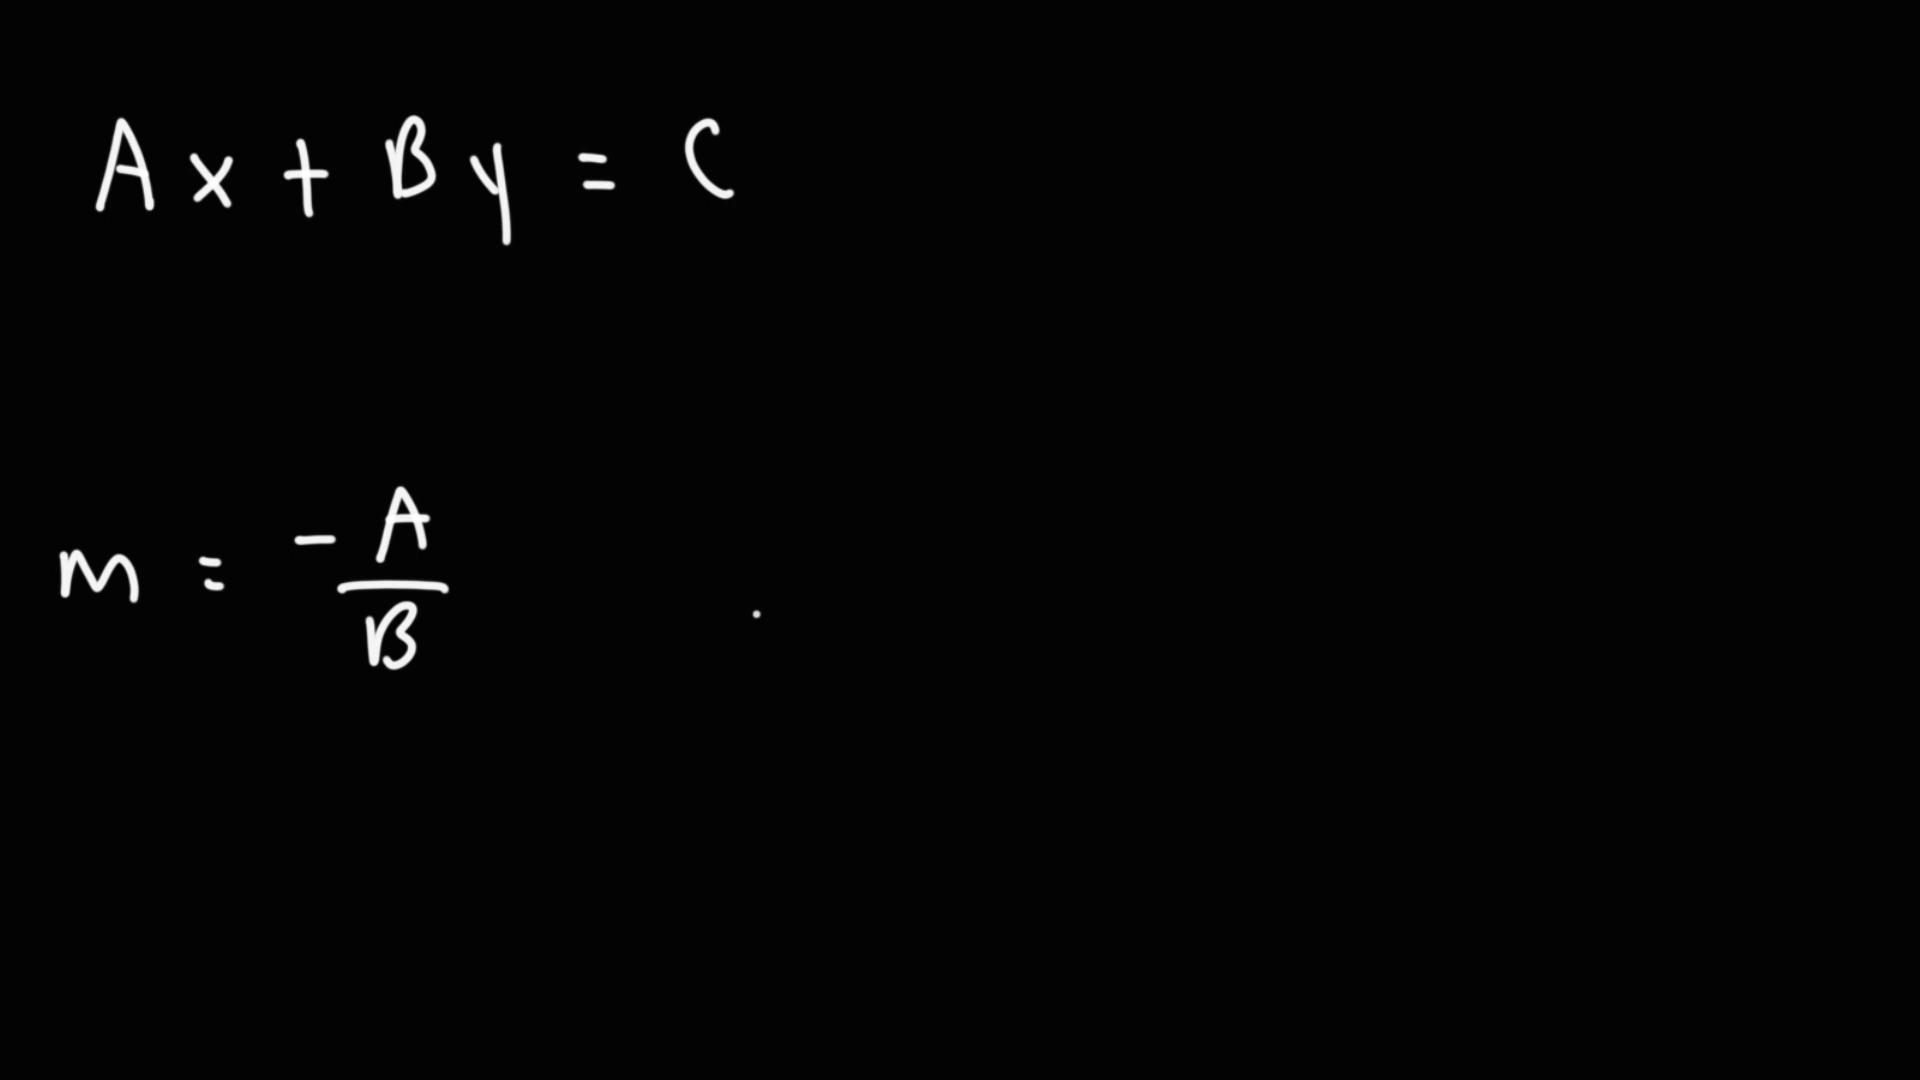 Ax + By = C
m = -A/B